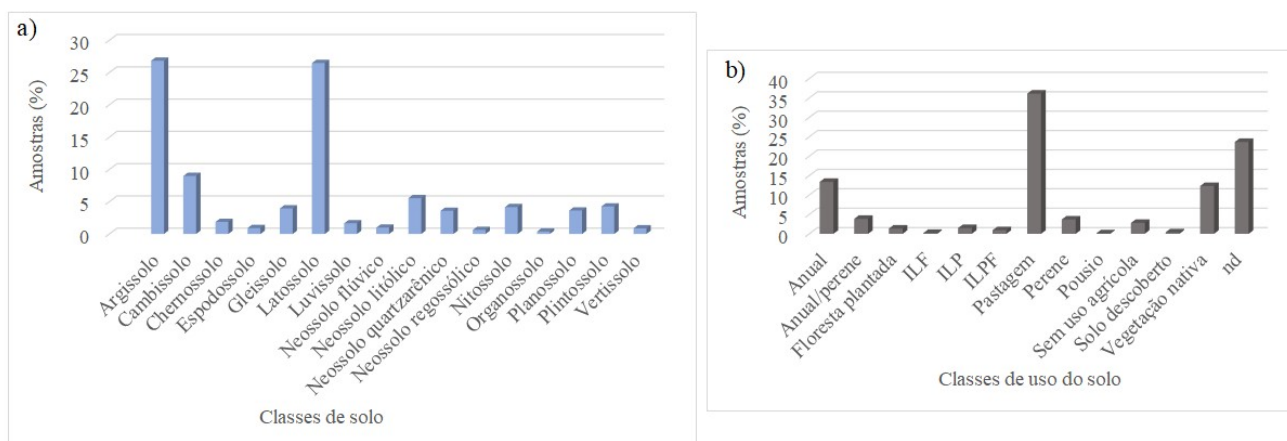 a)
Amostras (%)
30
25
20
15
10
5
0
Argissolo
Cambissolo
Chernossolo
Espodossolo
Gleissolo
Latossolo
Luvissolo
Neossolo flúvico
Neossolo litólico
Neossolo quartzarênico
Neossolo regossólico
Nitossolo
Organossolo
Planossolo
Plintossolo
Vertissolo
Classes de solo
b)
Amostras (%)
40
35
30
25
20
15
10
5
0
Anual
Anual/perene
Floresta plantada
ILF
ILP
ILPF
Pastagem
Perene
Pousio
Sem uso agrícola
Solo descoberto
Vegetação nativa
nd
Classes de uso do solo